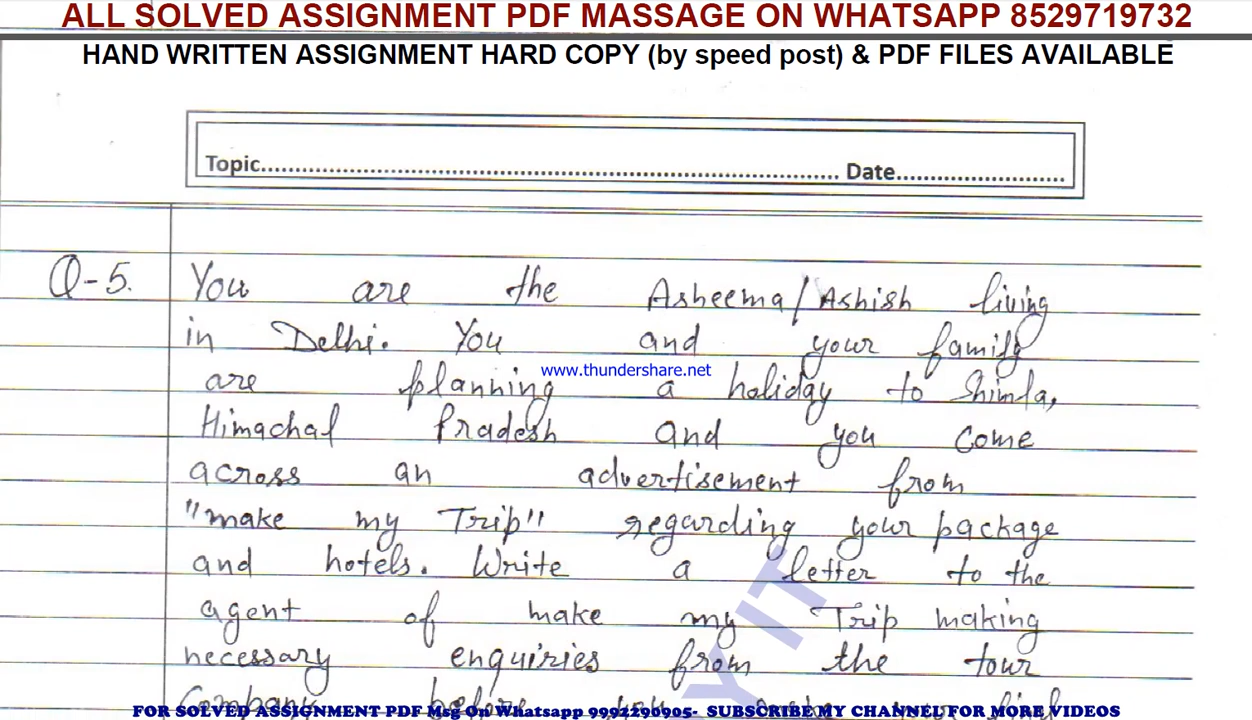 ALL SOLVED ASSIGNMENT PDF MASSAGE ON WHATSAPP 8529719732
HAND WRITTEN ASSIGNMENT HARD COPY (by speed post) & PDF FILES AVAILABLE
Topic.................................................................................... Date.........................
Q-5. You are the Asheema/Ashish living
in Delhi. You and your family
www.thundershare.net
are planning a holiday to Shimla,
Himachal Pradesh and you come
across an advertisement from
"make my Trip" regarding your package
and hotels. Write a letter to the
agent of make my Trip making
necessary enquiries from the tour
Company before you
YIT
FOR SOLVED ASSIGNMENT PDF Msg On Whatsapp 9992290905- SUBSCRIBE MY CHANNEL FOR MORE VIDEOS